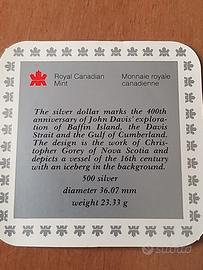 Royal Canadian Mint
Monnaie royale canadienne
The silver dollar marks the 400th
anniversary of John Davis' explora-
tion of Baffin Island, the Davis
Strait and the Gulf of Cumberland.
The design is the work of Chris-
topher Gorey of Nova Scotia and
depicts a vessel of the 16th century
with an iceberg in the background.
500 silver
diameter 36.07 mm
weight 23.33 g
subito